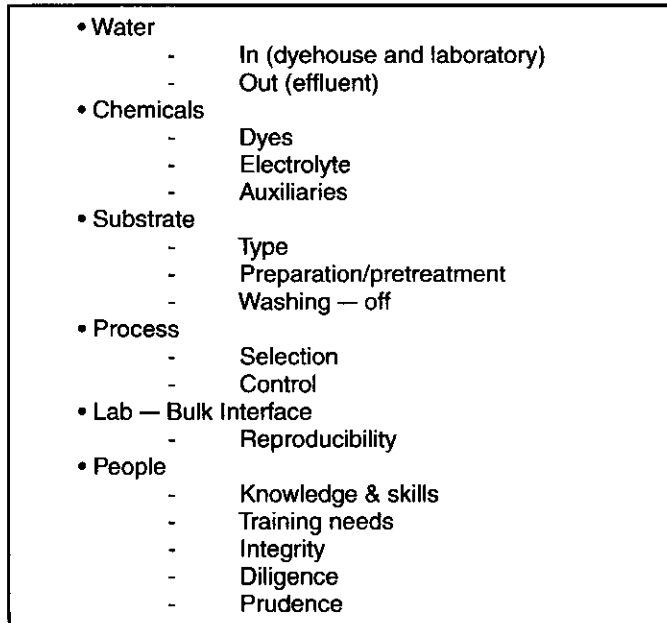 • Water
- In (dyehouse and laboratory)
- Out (effluent)
• Chemicals
- Dyes
- Electrolyte
- Auxiliaries
• Substrate
- Type
- Preparation/pretreatment
- Washing — off
• Process
- Selection
- Control
• Lab — Bulk Interface
- Reproducibility
• People
- Knowledge & skills
- Training needs
- Integrity
- Diligence
- Prudence